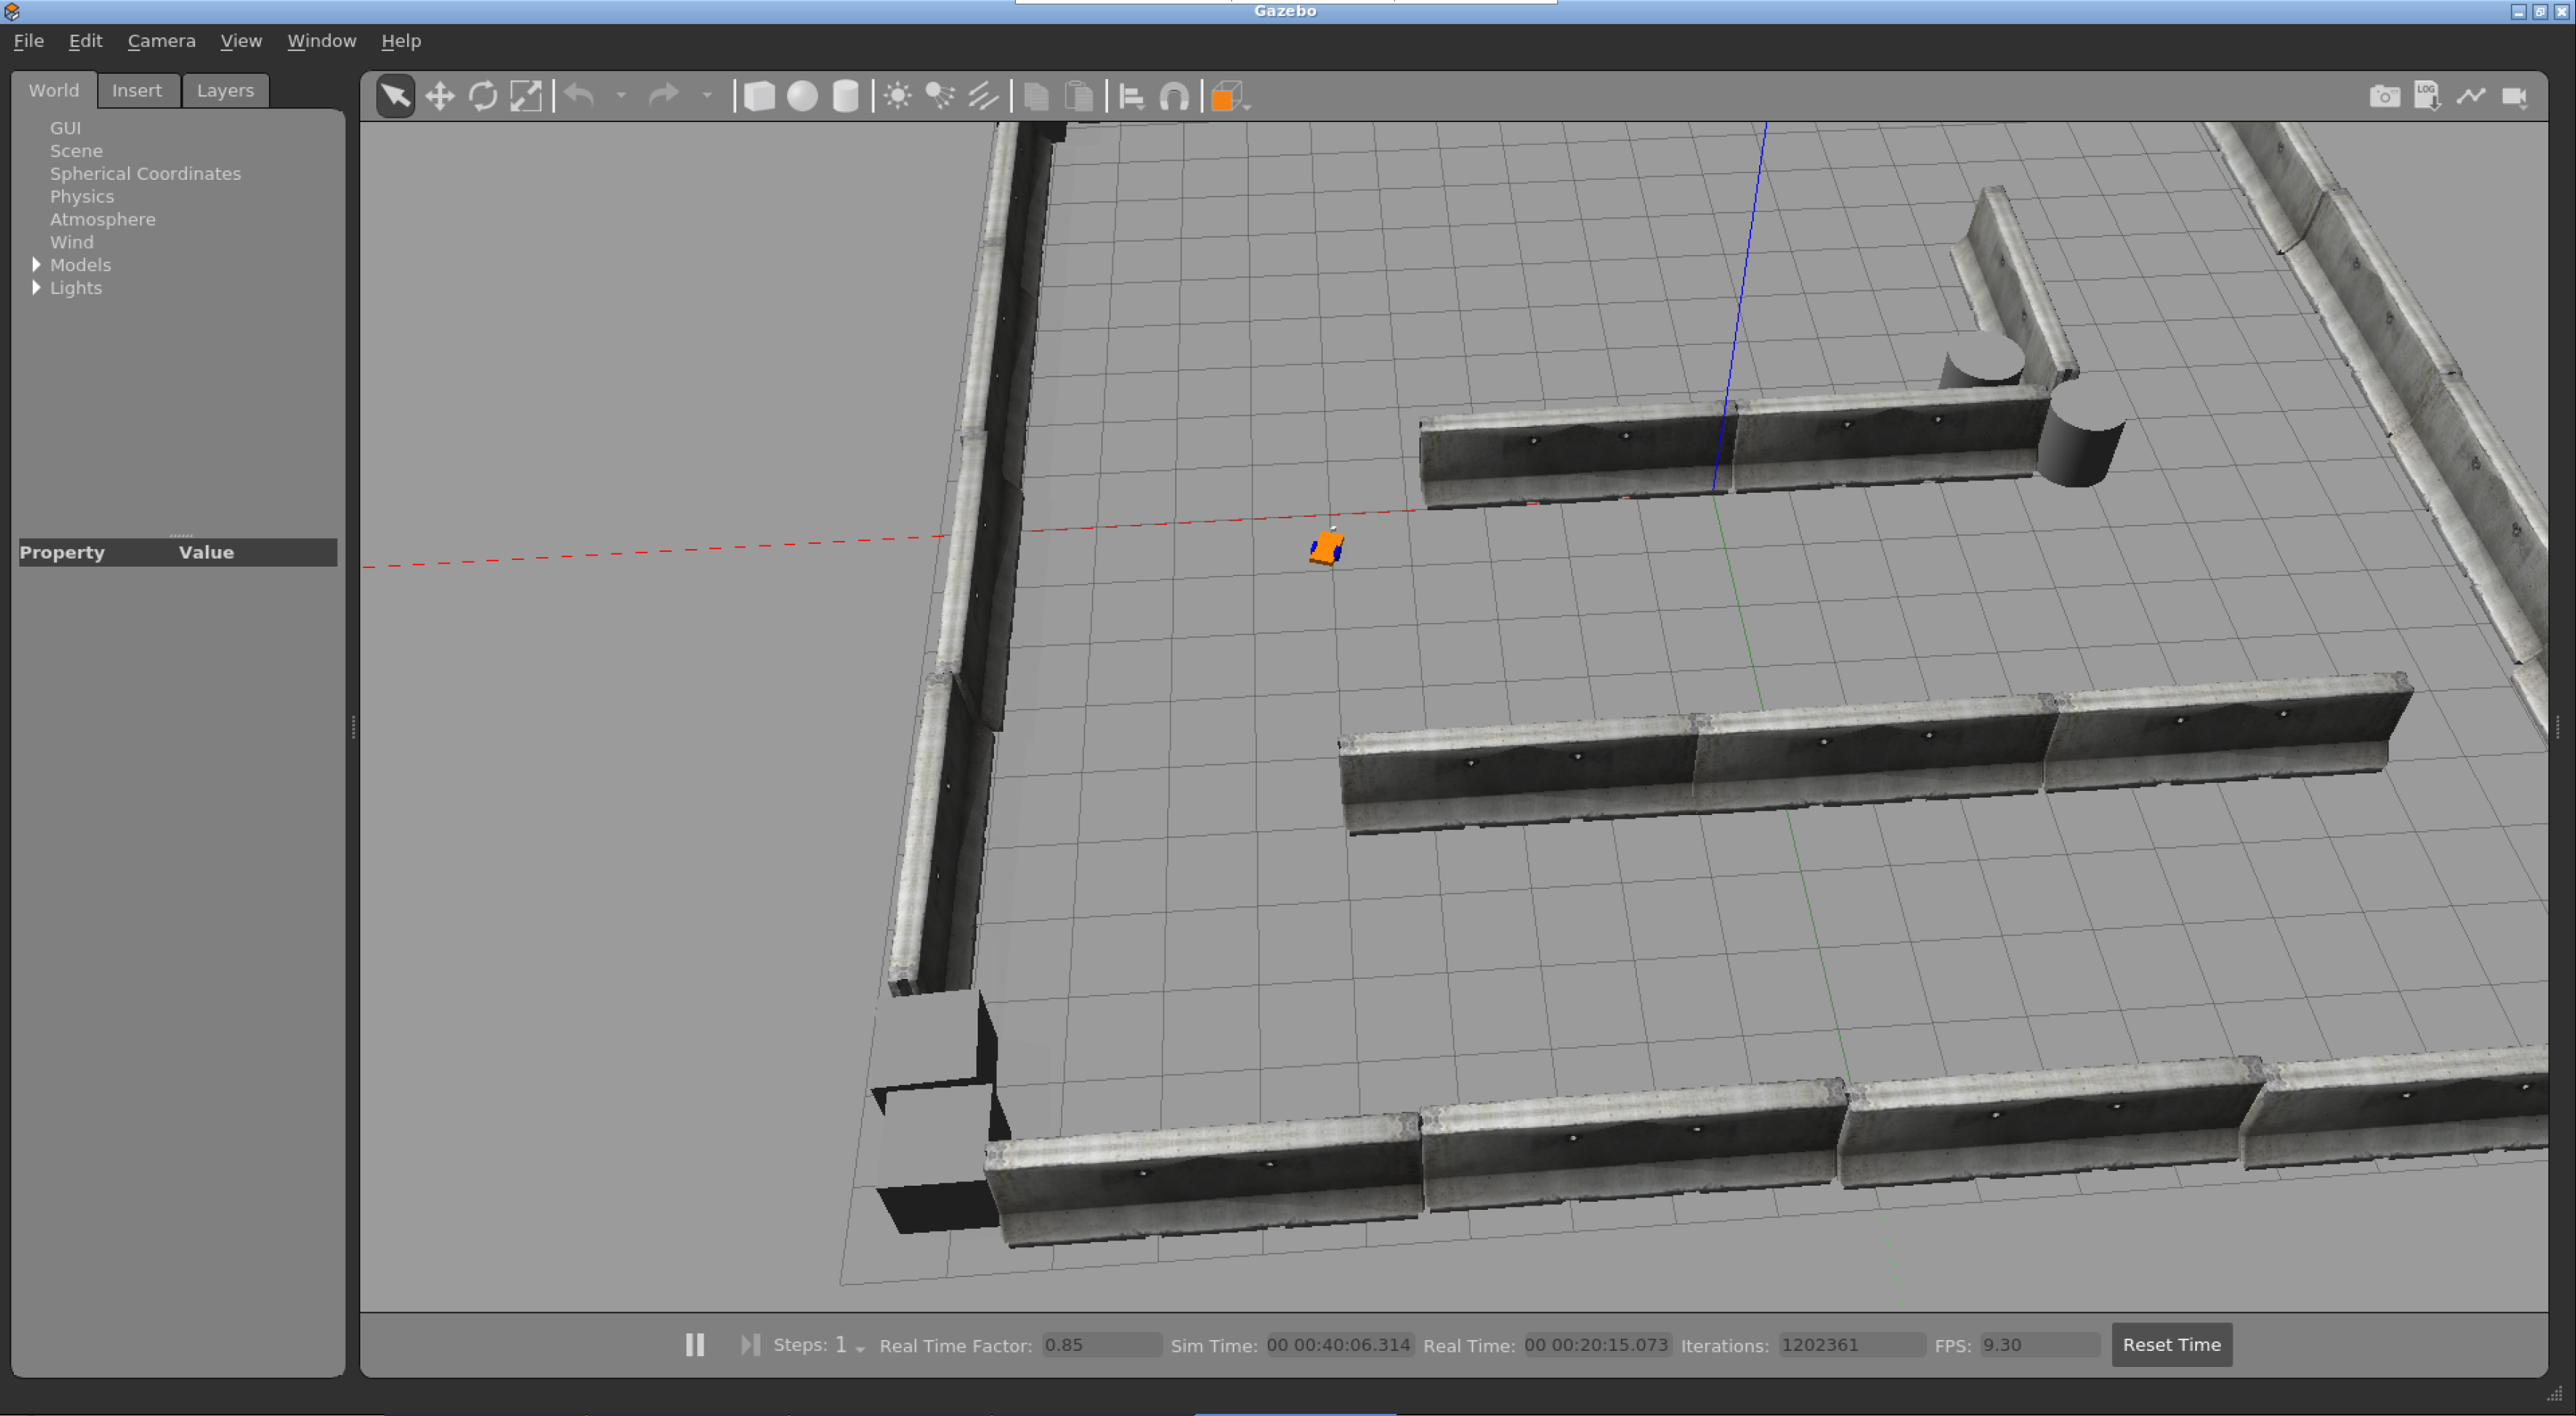 Gazebo
File Edit Camera View Window Help
World Insert Layers
LOG
GUI
Scene
Spherical Coordinates
Physics
Atmosphere
Wind
Models
Lights
Property Value
Steps: 1 Real Time Factor: 0.85 Sim Time: 00 00:40:06.314 Real Time: 00 00:20:15.073 Iterations: 1202361 FPS: 9.30 Reset Time